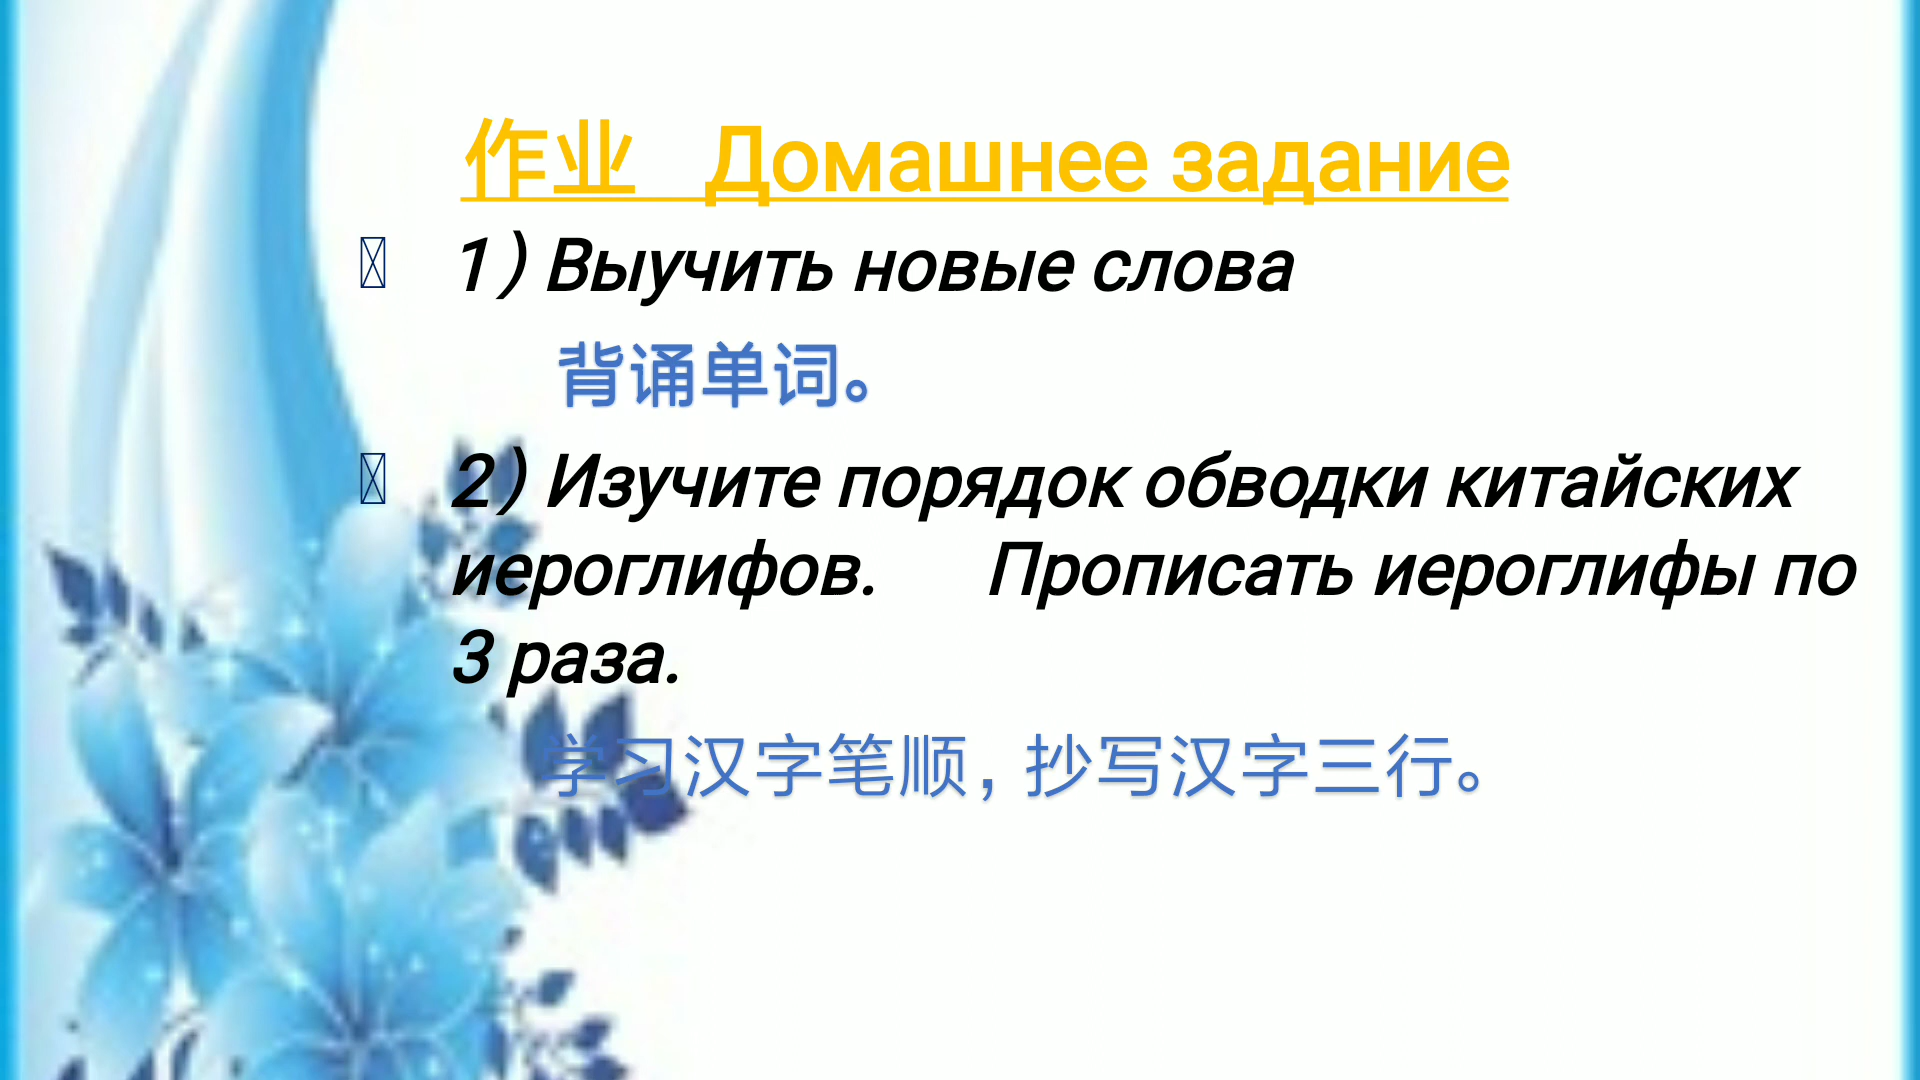 作业 Домашнее задание
1) Выучить новые слова
背诵单词。
2) Изучите порядок обводки китайских
иероглифов. Прописать иероглифы по
3 раза.
学习汉字笔顺，抄写汉字三行。